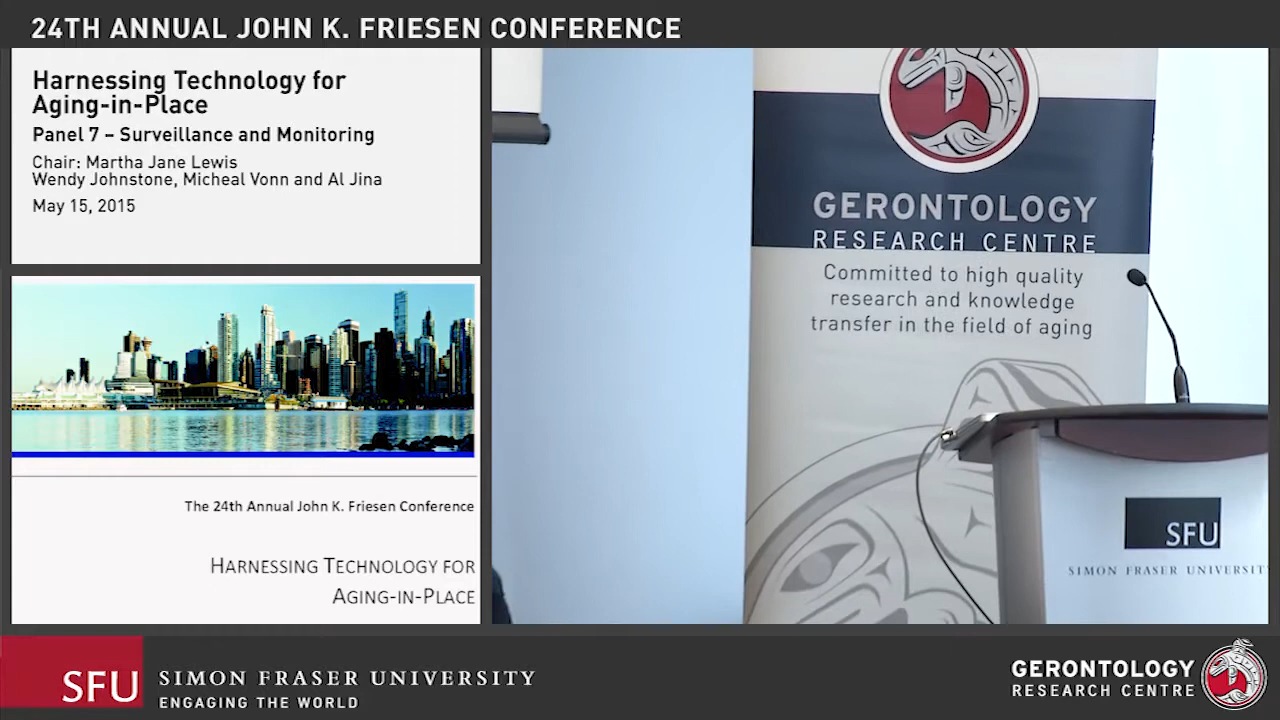 24TH ANNUAL JOHN K. FRIESEN CONFERENCE
Harnessing Technology for
Aging-in-Place
Panel 7 – Surveillance and Monitoring
Chair: Martha Jane Lewis
Wendy Johnstone, Micheal Vonn and Al Jina
May 15, 2015
The 24th Annual John K. Friesen Conference
HARNESSING TECHNOLOGY FOR
AGING-IN-PLACE
GERONTOLOGY
RESEARCH CENTRE
Committed to high quality
research and knowledge
transfer in the field of aging
SFU
SIMON FRASER UNIVERSITY
SFU
SIMON FRASER UNIVERSITY
ENGAGING THE WORLD
GERONTOLOGY
RESEARCH CENTRE